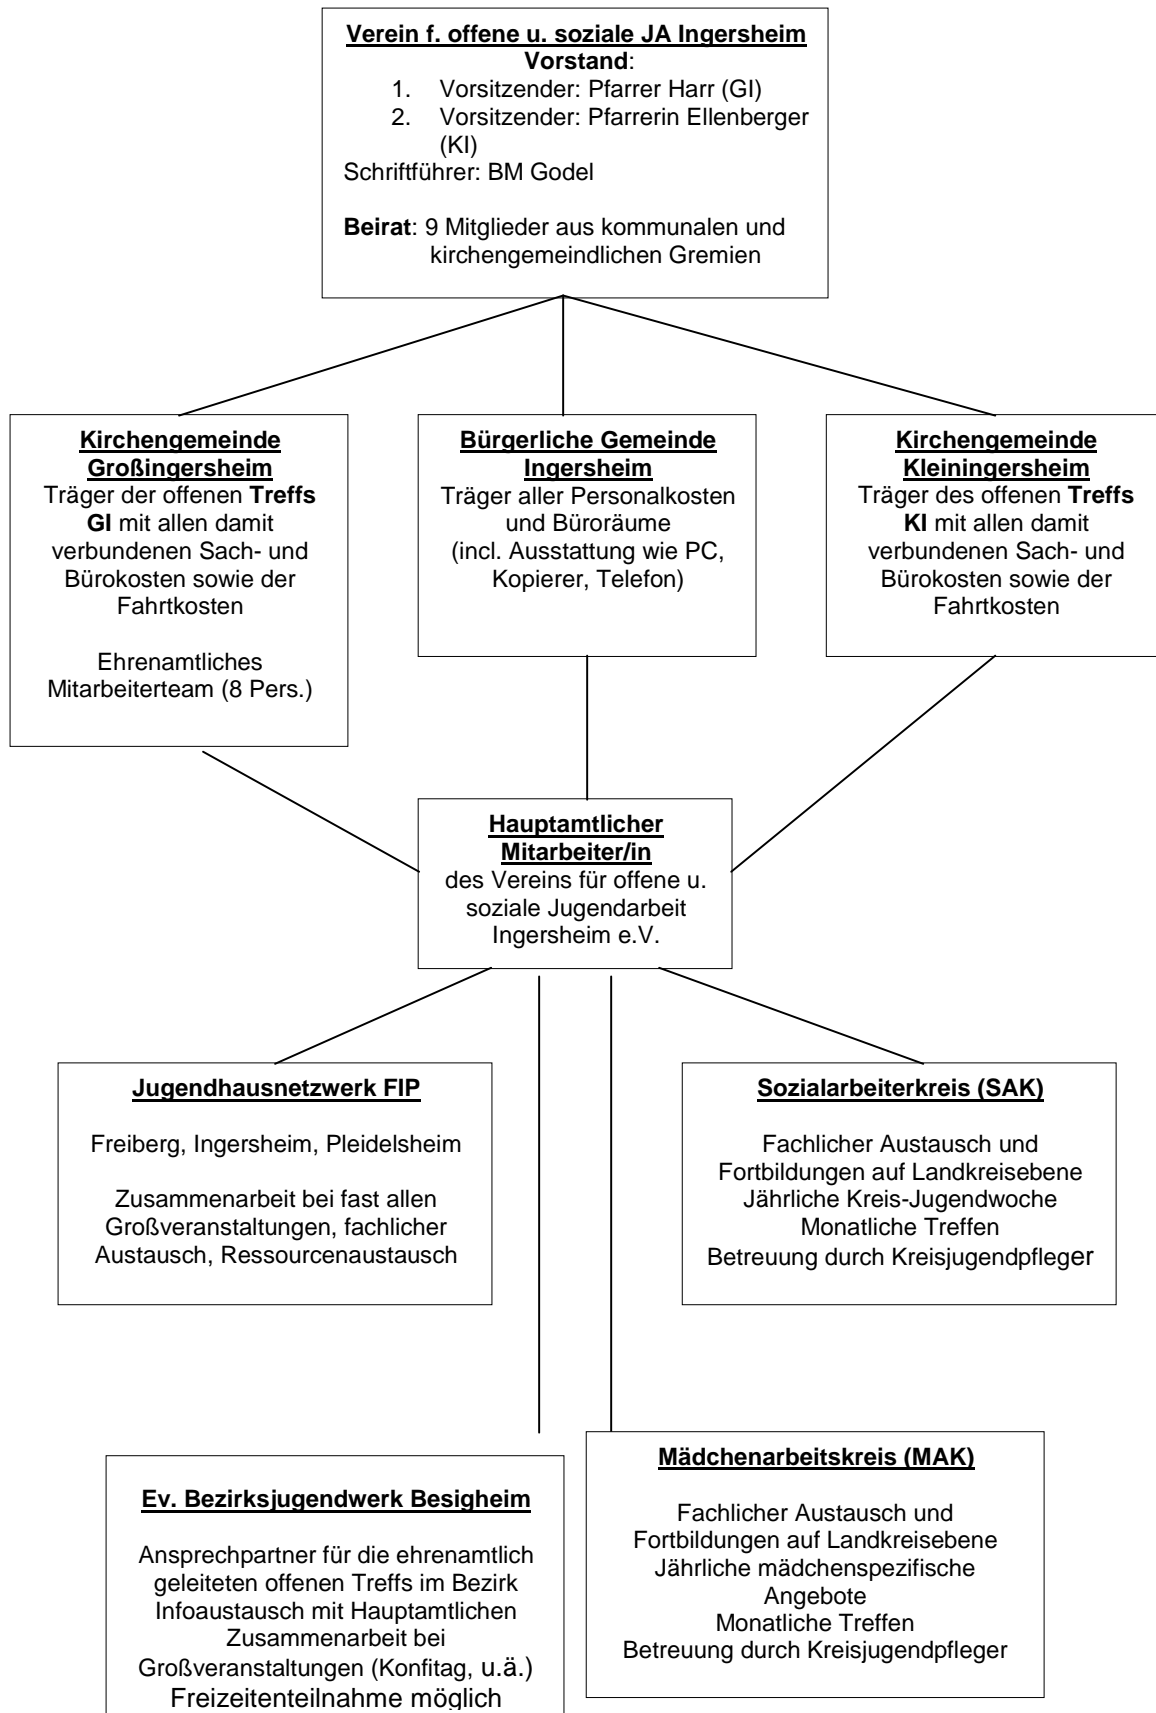 Verein f. offene u. soziale JA Ingersheim
Vorstand:
1. Vorsitzender: Pfarrer Harr (GI)
2. Vorsitzender: Pfarrerin Ellenberger
(KI)
Schriftführer: BM Godel
Beirat: 9 Mitglieder aus kommunalen und
kirchengemeindlichen Gremien
Kirchengemeinde
Großingersheim
Träger der offenen Treffs
GI mit allen damit
verbundenen Sach- und
Bürokosten sowie der
Fahrtkosten
Ehrenamtliches
Mitarbeiterteam (8 Pers.)
Bürgerliche Gemeinde
Ingersheim
Träger aller Personalkosten
und Büroräume
(incl. Ausstattung wie PC,
Kopierer, Telefon)
Kirchengemeinde
Kleiningersheim
Träger des offenen Treffs
KI mit allen damit
verbundenen Sach- und
Bürokosten sowie der
Fahrtkosten
Hauptamtlicher
Mitarbeiter/in
des Vereins für offene u.
soziale Jugendarbeit
Ingersheim e.V.
Jugendhausnetzwerk FIP
Freiberg, Ingersheim, Pleidelsheim
Zusammenarbeit bei fast allen
Großveranstaltungen, fachlicher
Austausch, Ressourcenaustausch
Sozialarbeiterkreis (SAK)
Fachlicher Austausch und
Fortbildungen auf Landkreisebene
Jährliche Kreis-Jugendwoche
Monatliche Treffen
Betreuung durch Kreisjugendpfleger
Ev. Bezirksjugendwerk Besigheim
Ansprechpartner für die ehrenamtlich
geleiteten offenen Treffs im Bezirk
Infoaustausch mit Hauptamtlichen
Zusammenarbeit bei
Großveranstaltungen (Konfitag, u.ä.)
Freizeitenteilnahme möglich
Mädchenarbeitskreis (MAK)
Fachlicher Austausch und
Fortbildungen auf Landkreisebene
Jährliche mädchenspezifische
Angebote
Monatliche Treffen
Betreuung durch Kreisjugendpfleger